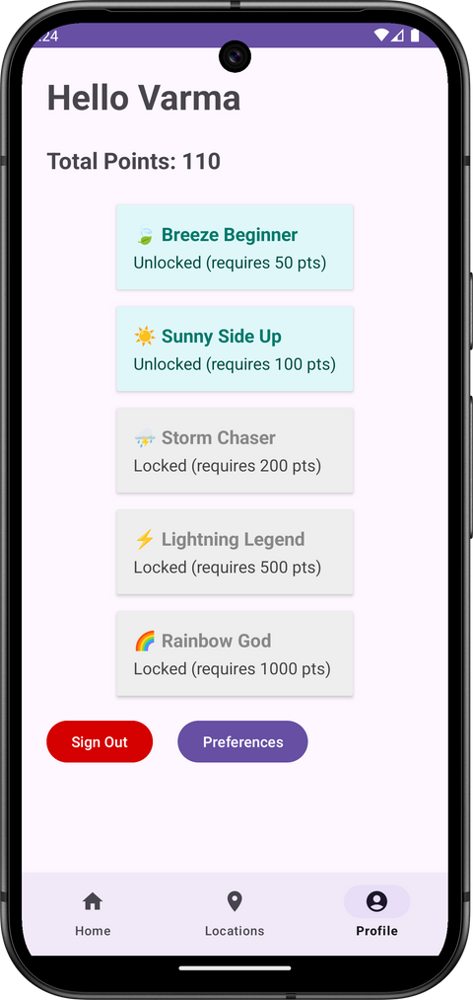 :24
Hello Varma
Total Points: 110
🍃 Breeze Beginner
Unlocked (requires 50 pts)
☀️ Sunny Side Up
Unlocked (requires 100 pts)
⛈️ Storm Chaser
Locked (requires 200 pts)
⚡ Lightning Legend
Locked (requires 500 pts)
🌈 Rainbow God
Locked (requires 1000 pts)
Sign Out Preferences
Home Locations Profile